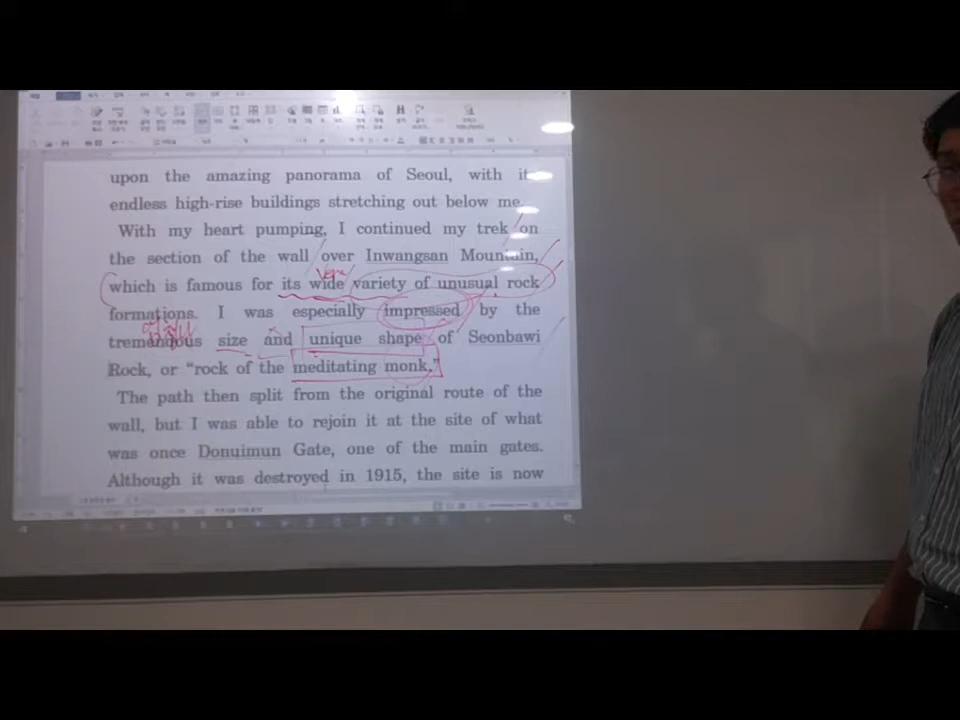 upon the amazing panorama of Seoul, with it
endless high-rise buildings stretching out below me.
With my heart pumping, I continued my trek on
the section of the wall over Inwangsan Mountain,
which is famous for its wide variety of unusual rock
formations. I was especially impressed by the
tremendous size and unique shape of Seonbawi
Rock, or “rock of the meditating monk.”
The path then split from the original route of the
wall, but I was able to rejoin it at the site of what
was once Donuimun Gate, one of the main gates.
Although it was destroyed in 1915, the site is now